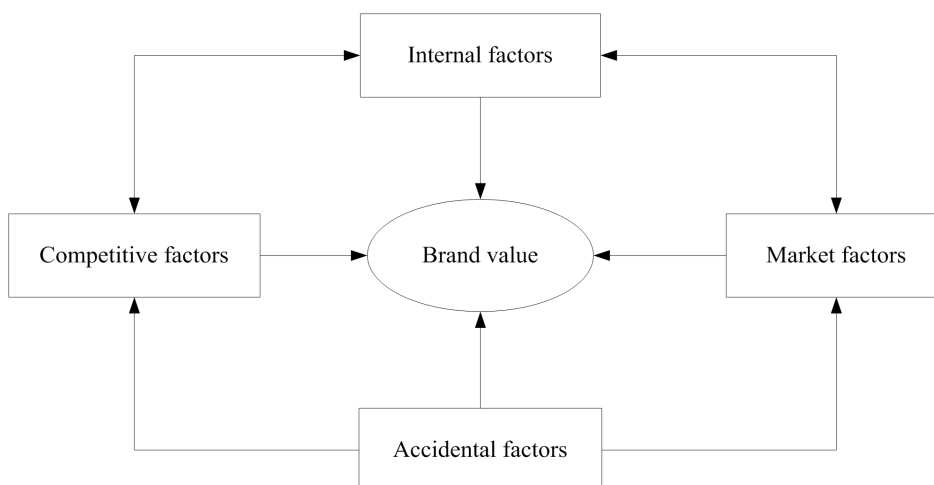 Internal factors
Competitive factors
Brand value
Market factors
Accidental factors